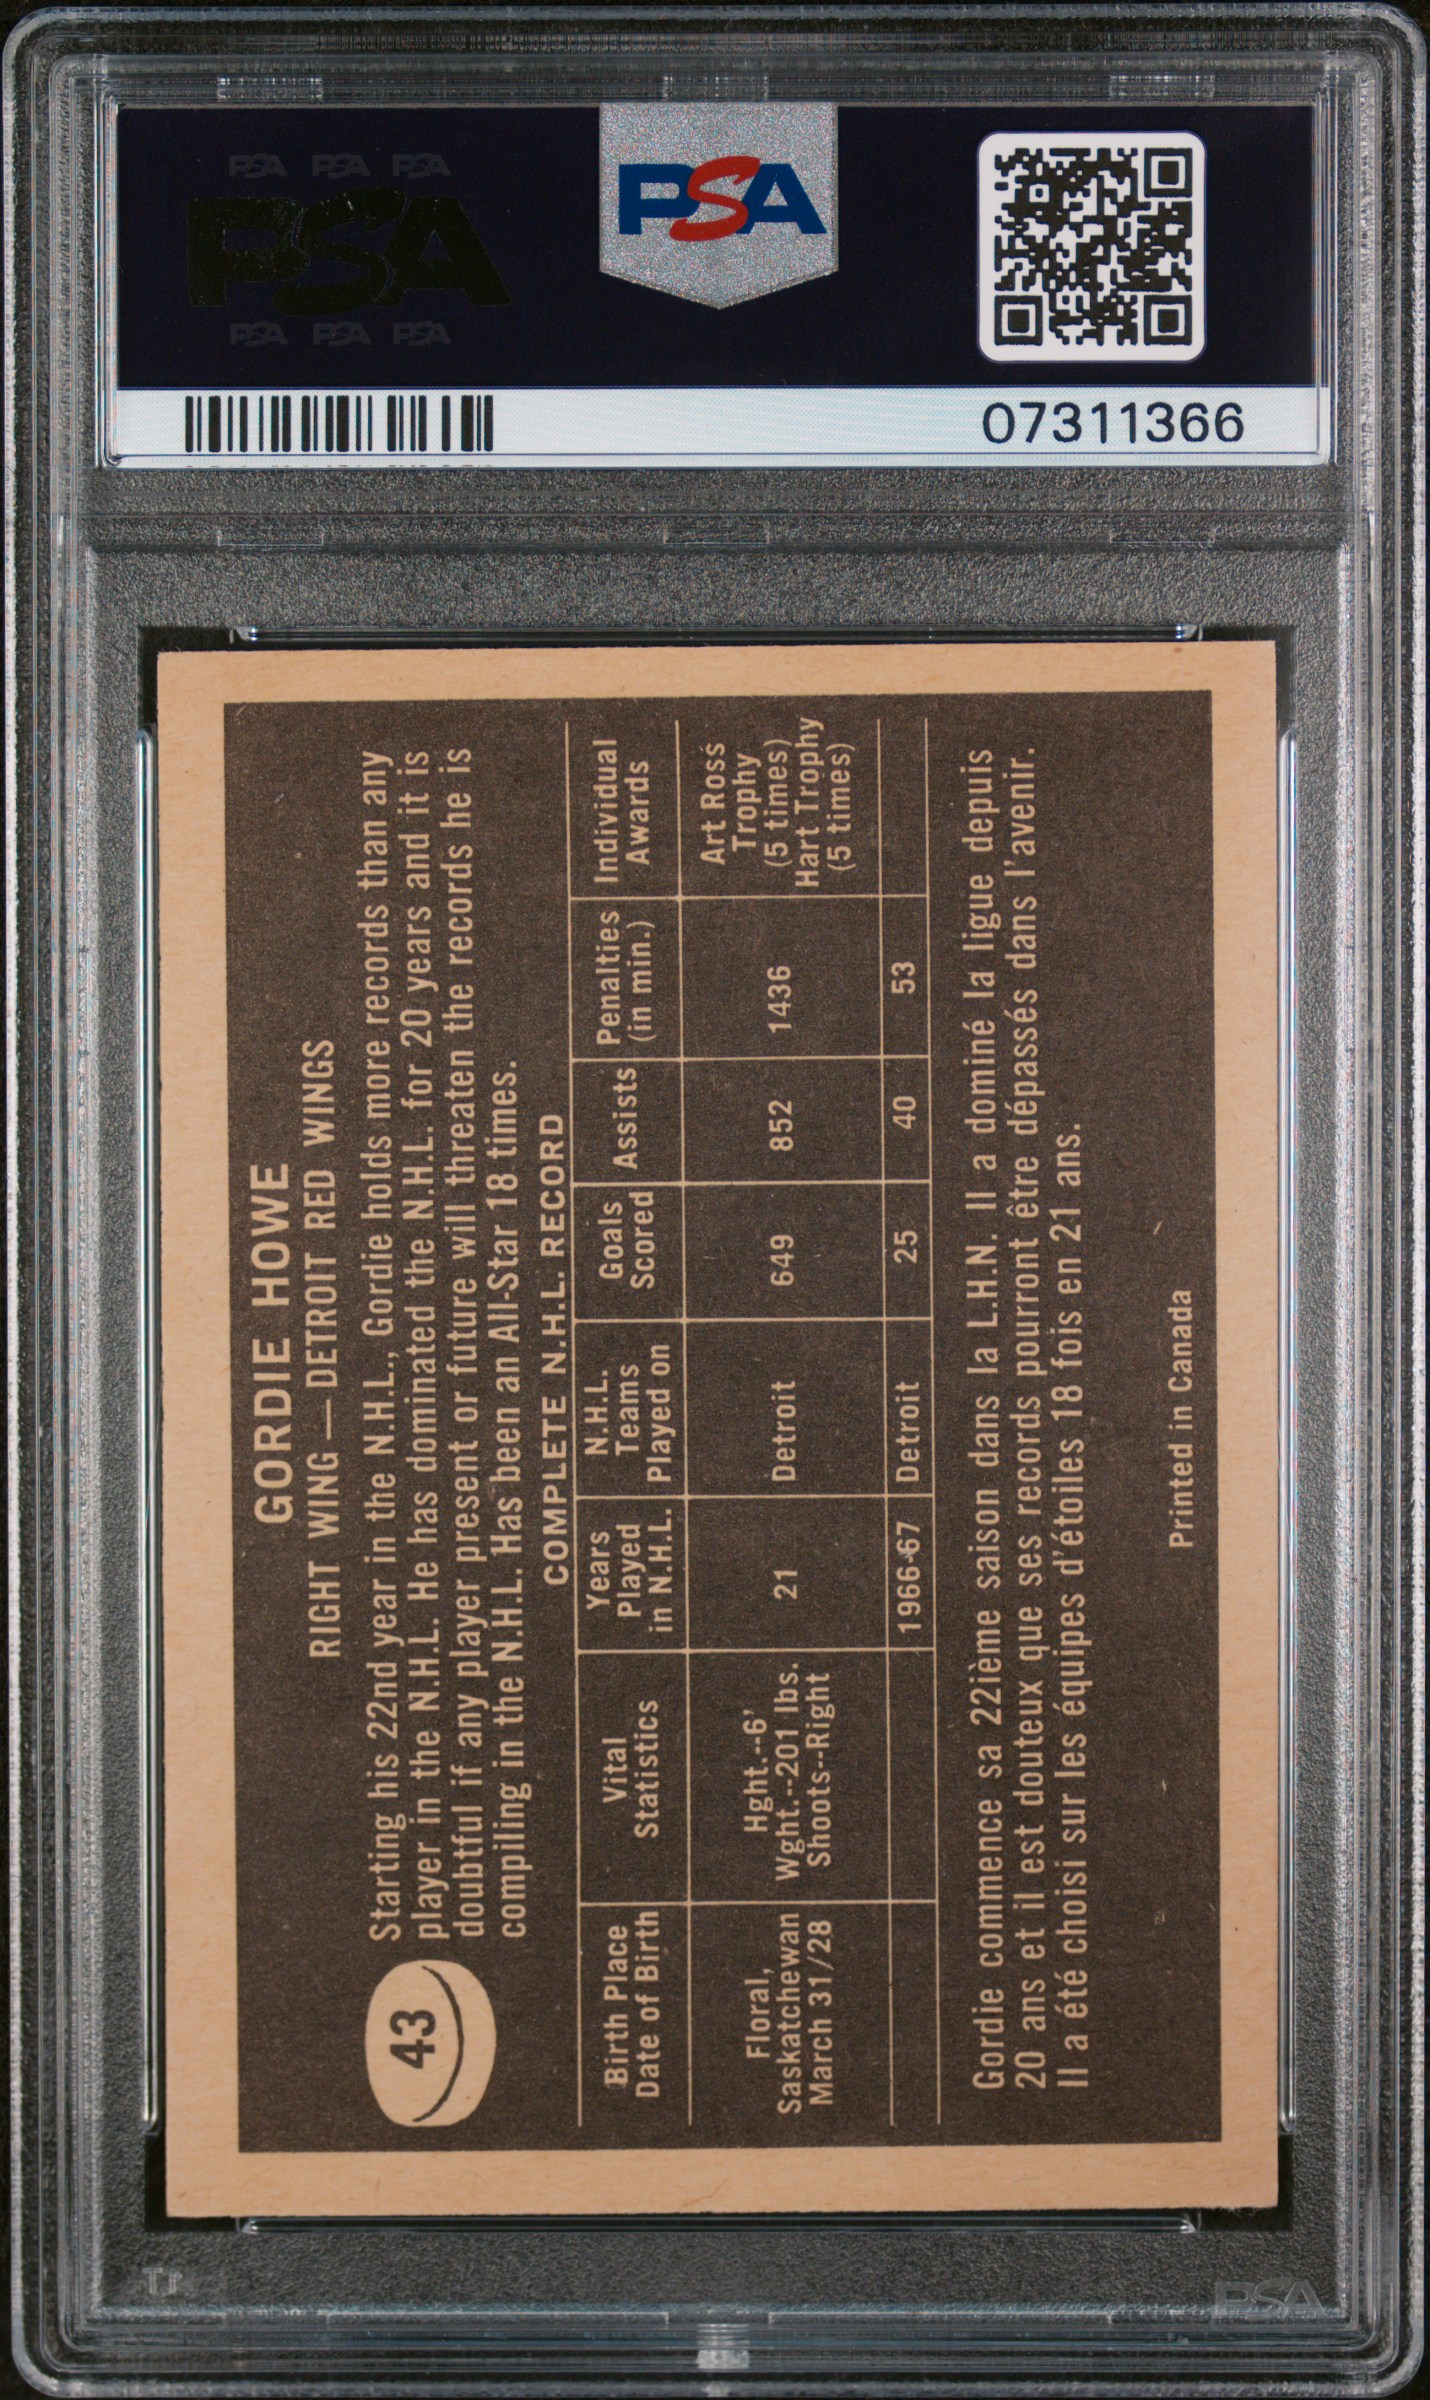 PSA PSA PSA
PSA
PSA PSA PSA
PSA
07311366
GORDIE HOWE
RIGHT WING — DETROIT RED WINGS
43
Starting his 22nd year in the N.H.L., Gordie holds more records than any
player in the N.H.L. He has dominated the N.H.L. for 20 years and it is
doubtful if any player present or future will threaten the records he is
compiling in the N.H.L. Has been an All-Star 18 times.
COMPLETE N.H.L. RECORD
Birth Place Date of Birth | Vital Statistics | Years Played in N.H.L. | N.H.L. Teams Played on | Goals Scored | Assists | Penalties (in min.) | Individual Awards
Floral, Saskatchewan March 31/28 | Hght.--6' Wght.--201 lbs. Shoots--Right | 21 | Detroit | 649 | 852 | 1436 | Art Ross Trophy (5 times) Hart Trophy (5 times)
1966-67 | Detroit | 25 | 40 | 53
Gordie commence sa 22ième saison dans la L.H.N. Il a dominé la ligue depuis
20 ans et il est douteux que ses records pourront être dépassés dans l'avenir.
Il a été choisi sur les équipes d'étoiles 18 fois en 21 ans.
Printed in Canada
PSA